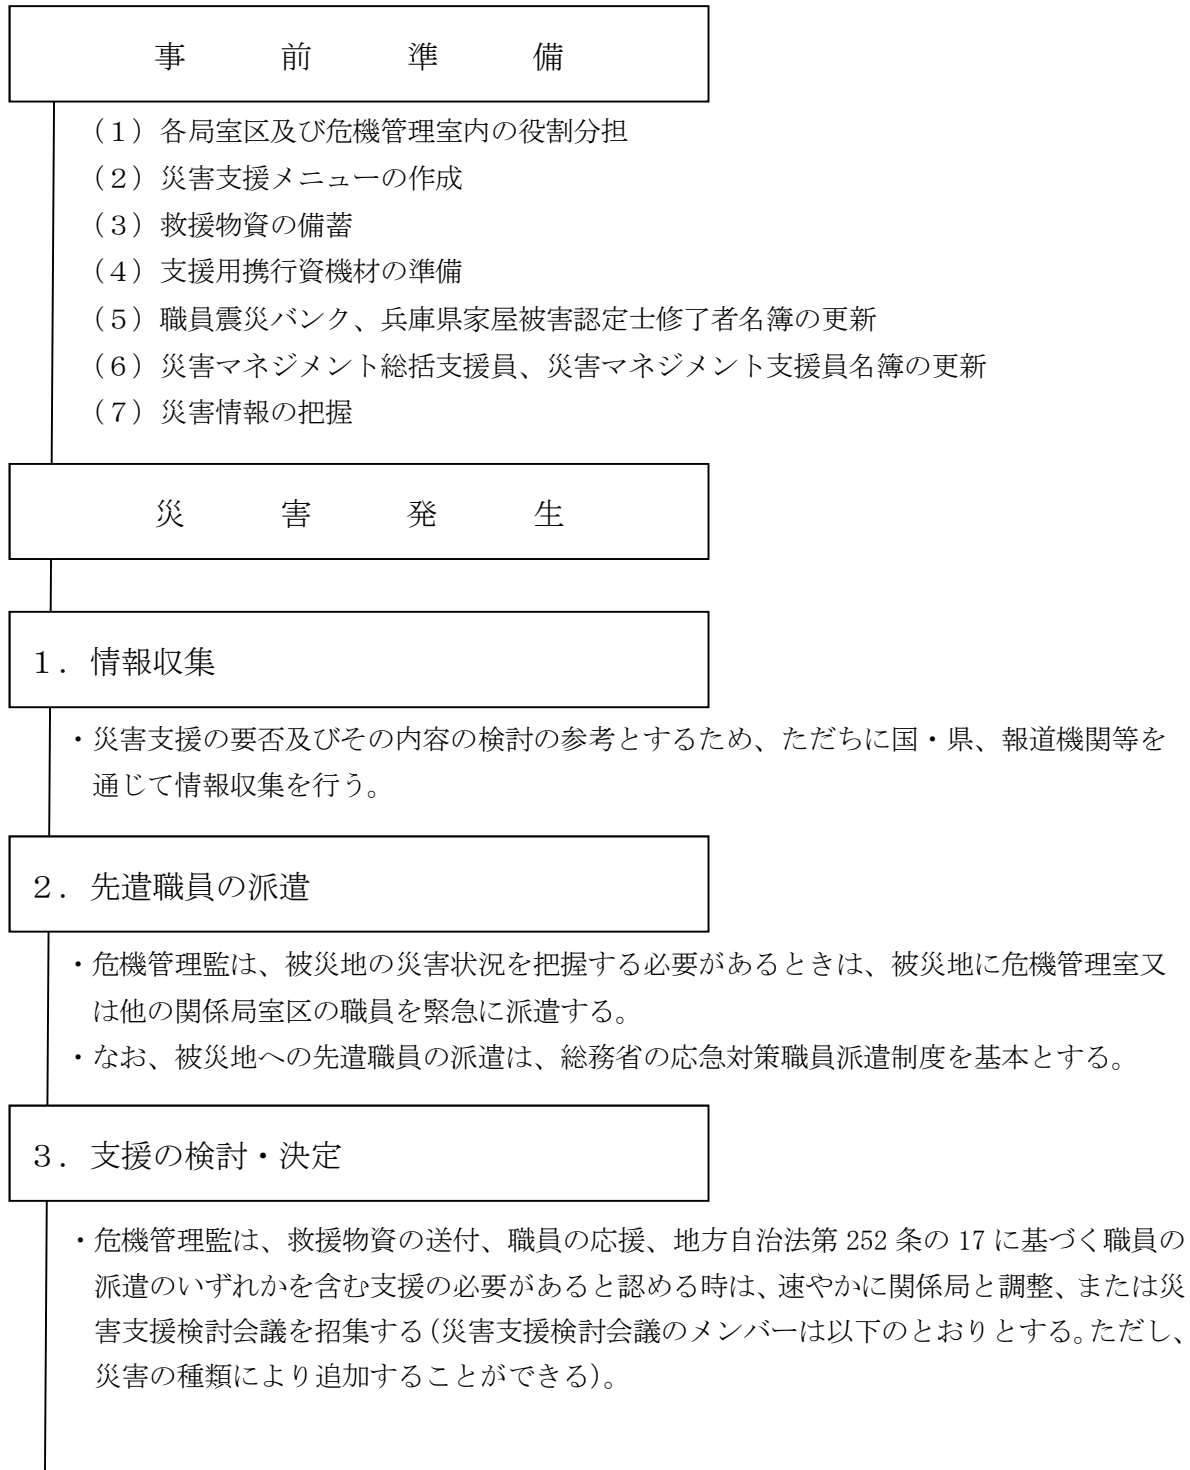 事前準備
（１）各局室区及び危機管理室内の役割分担
（２）災害支援メニューの作成
（３）救援物資の備蓄
（４）支援用携行資機材の準備
（５）職員震災バンク、兵庫県家屋被害認定士修了者名簿の更新
（６）災害マネジメント総括支援員、災害マネジメント支援員名簿の更新
（７）災害情報の把握
災害発生
１．情報収集
・災害支援の要否及びその内容の検討の参考とするため、ただちに国・県、報道機関等を
通じて情報収集を行う。
２．先遣職員の派遣
・危機管理監は、被災地の災害状況を把握する必要があるときは、被災地に危機管理室又
は他の関係局室区の職員を緊急に派遣する。
・なお、被災地への先遣職員の派遣は、総務省の応急対策職員派遣制度を基本とする。
３．支援の検討・決定
・危機管理監は、救援物資の送付、職員の応援、地方自治法第 252 条の 17 に基づく職員の
派遣のいずれかを含む支援の必要があると認める時は、速やかに関係局と調整、または災
害支援検討会議を招集する（災害支援検討会議のメンバーは以下のとおりとする。ただし、
災害の種類により追加することができる）。